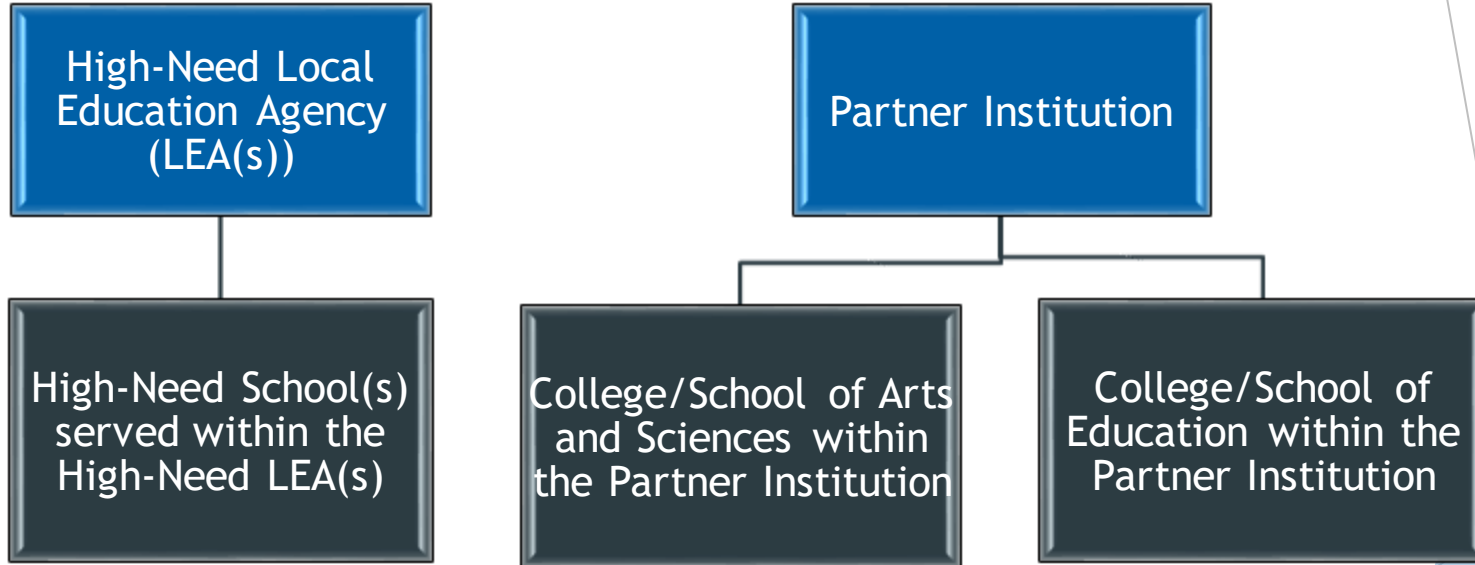 High-Need Local
Education Agency
(LEA(s))
Partner Institution
High-Need School(s)
served within the
High-Need LEA(s)
College/School of Arts
and Sciences within
the Partner Institution
College/School of
Education within the
Partner Institution